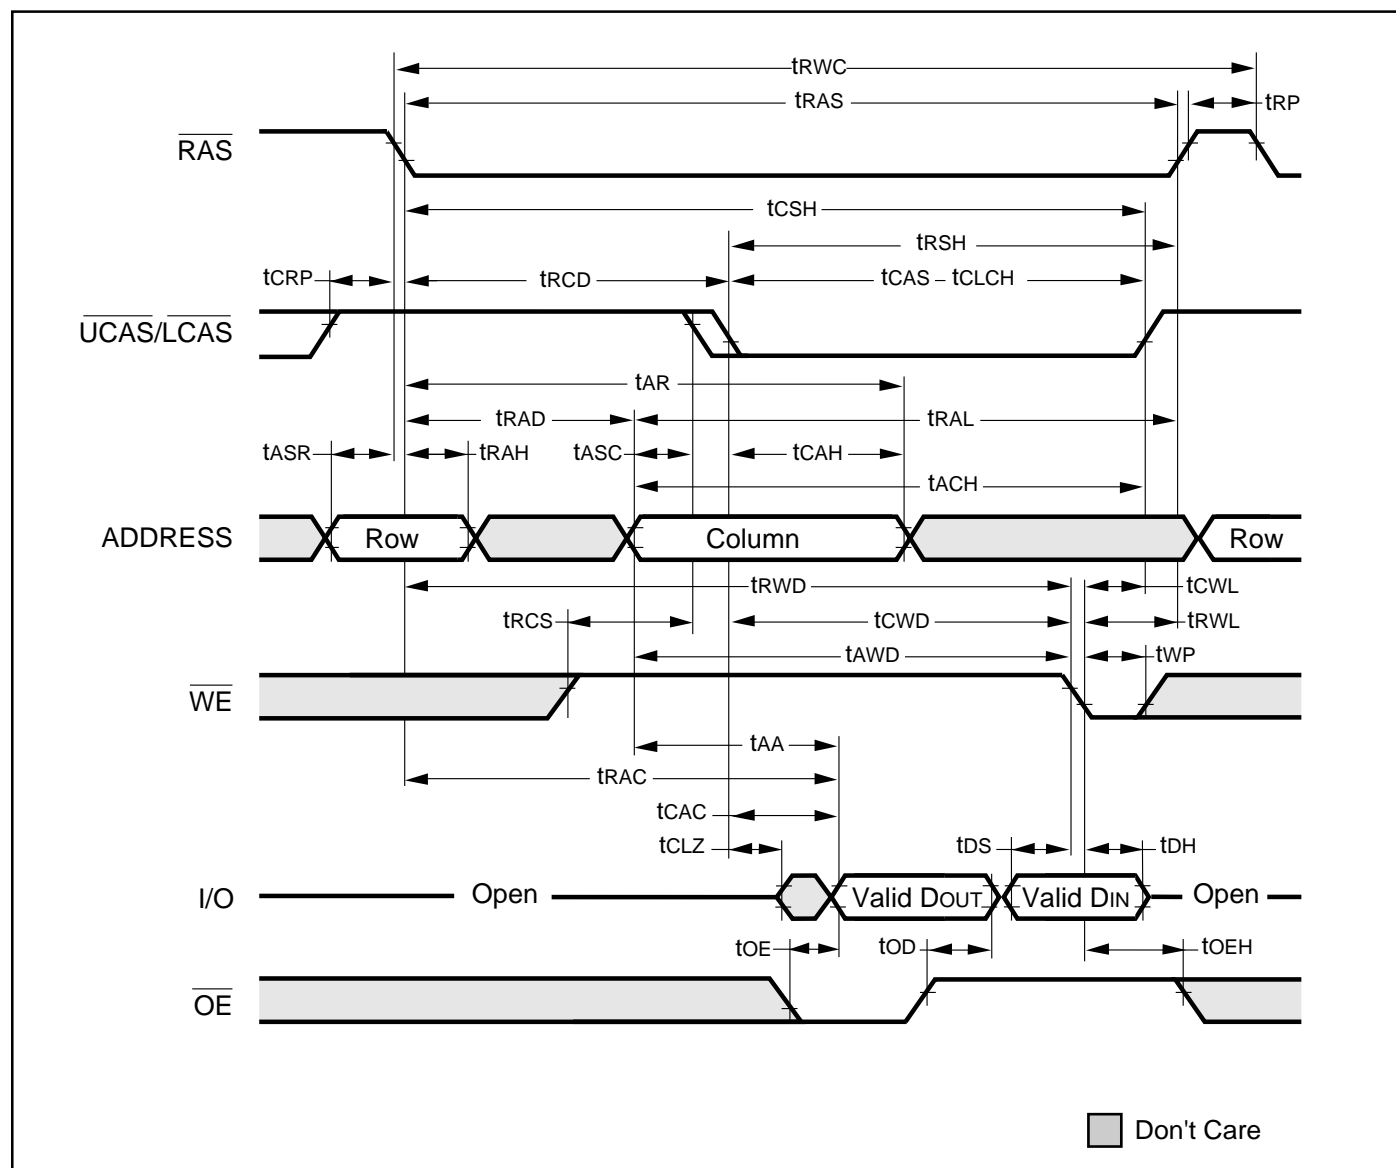 tRWC
tRAS
tRP
RAS
tCSH
tRSH
tCRP
tRCD
tCAS - tCLCH
UCAS/LCAS
tAR
tRAD
tRAL
tASR
tRAH
tASC
tCAH
tACH
ADDRESS
Row
Column
Row
tRWD
tCWL
tRCS
tCWD
tRWL
tAWD
tWP
WE
tAA
tRAC
tCAC
tCLZ
tDS
tDH
I/O
Open
Valid DOUT
Valid DIN
Open
tOE
tOD
tOEH
OE
Don't Care